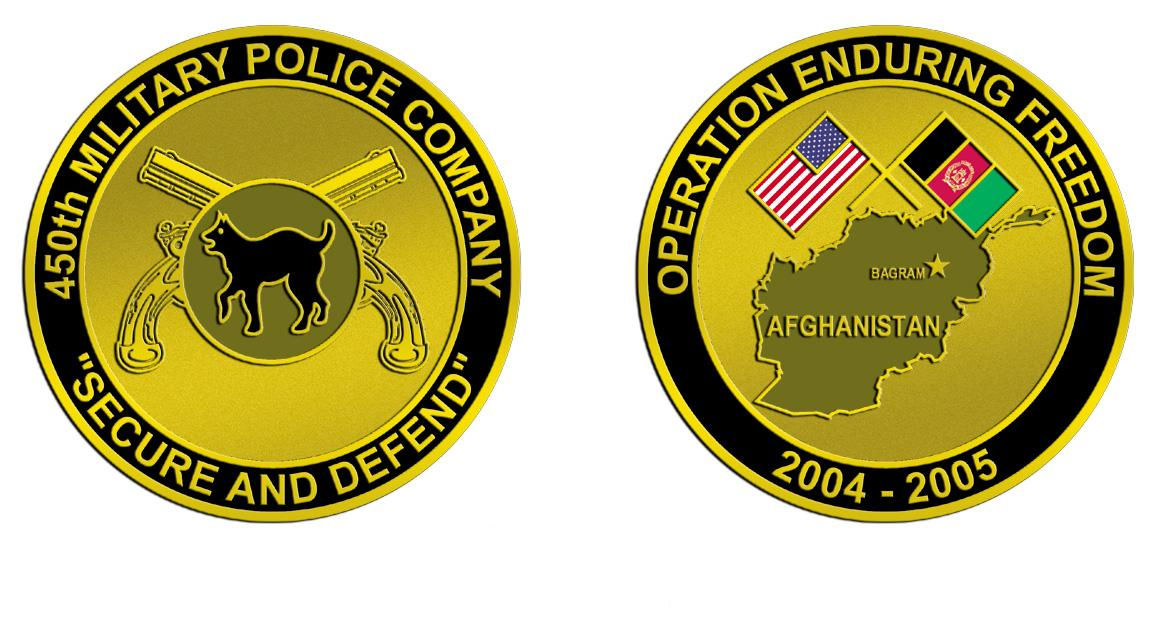 450th MILITARY POLICE COMPANY
"SECURE AND DEFEND"
OPERATION ENDURING FREEDOM
BAGRAM
AFGHANISTAN
2004 - 2005